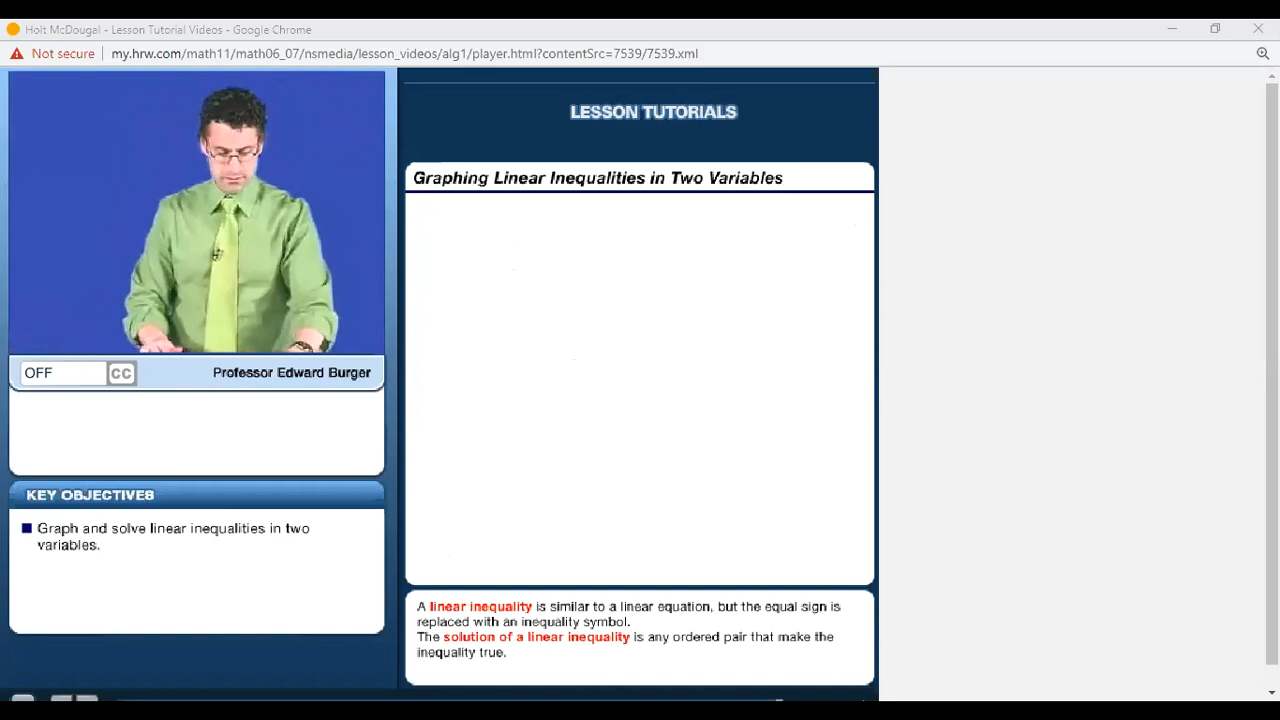 Holt McDougal - Lesson Tutorial Videos - Google Chrome
Not secure
my.hrw.com/math11/math06_07/nsmedia/lesson_videos/alg1/player.html?contentSrc=7539/7539.xml
LESSON TUTORIALS
Graphing Linear Inequalities in Two Variables
OFF
CC
Professor Edward Burger
KEY OBJECTIVES
Graph and solve linear inequalities in two
variables.
A linear inequality is similar to a linear equation, but the equal sign is
replaced with an inequality symbol.
The solution of a linear inequality is any ordered pair that make the
inequality true.